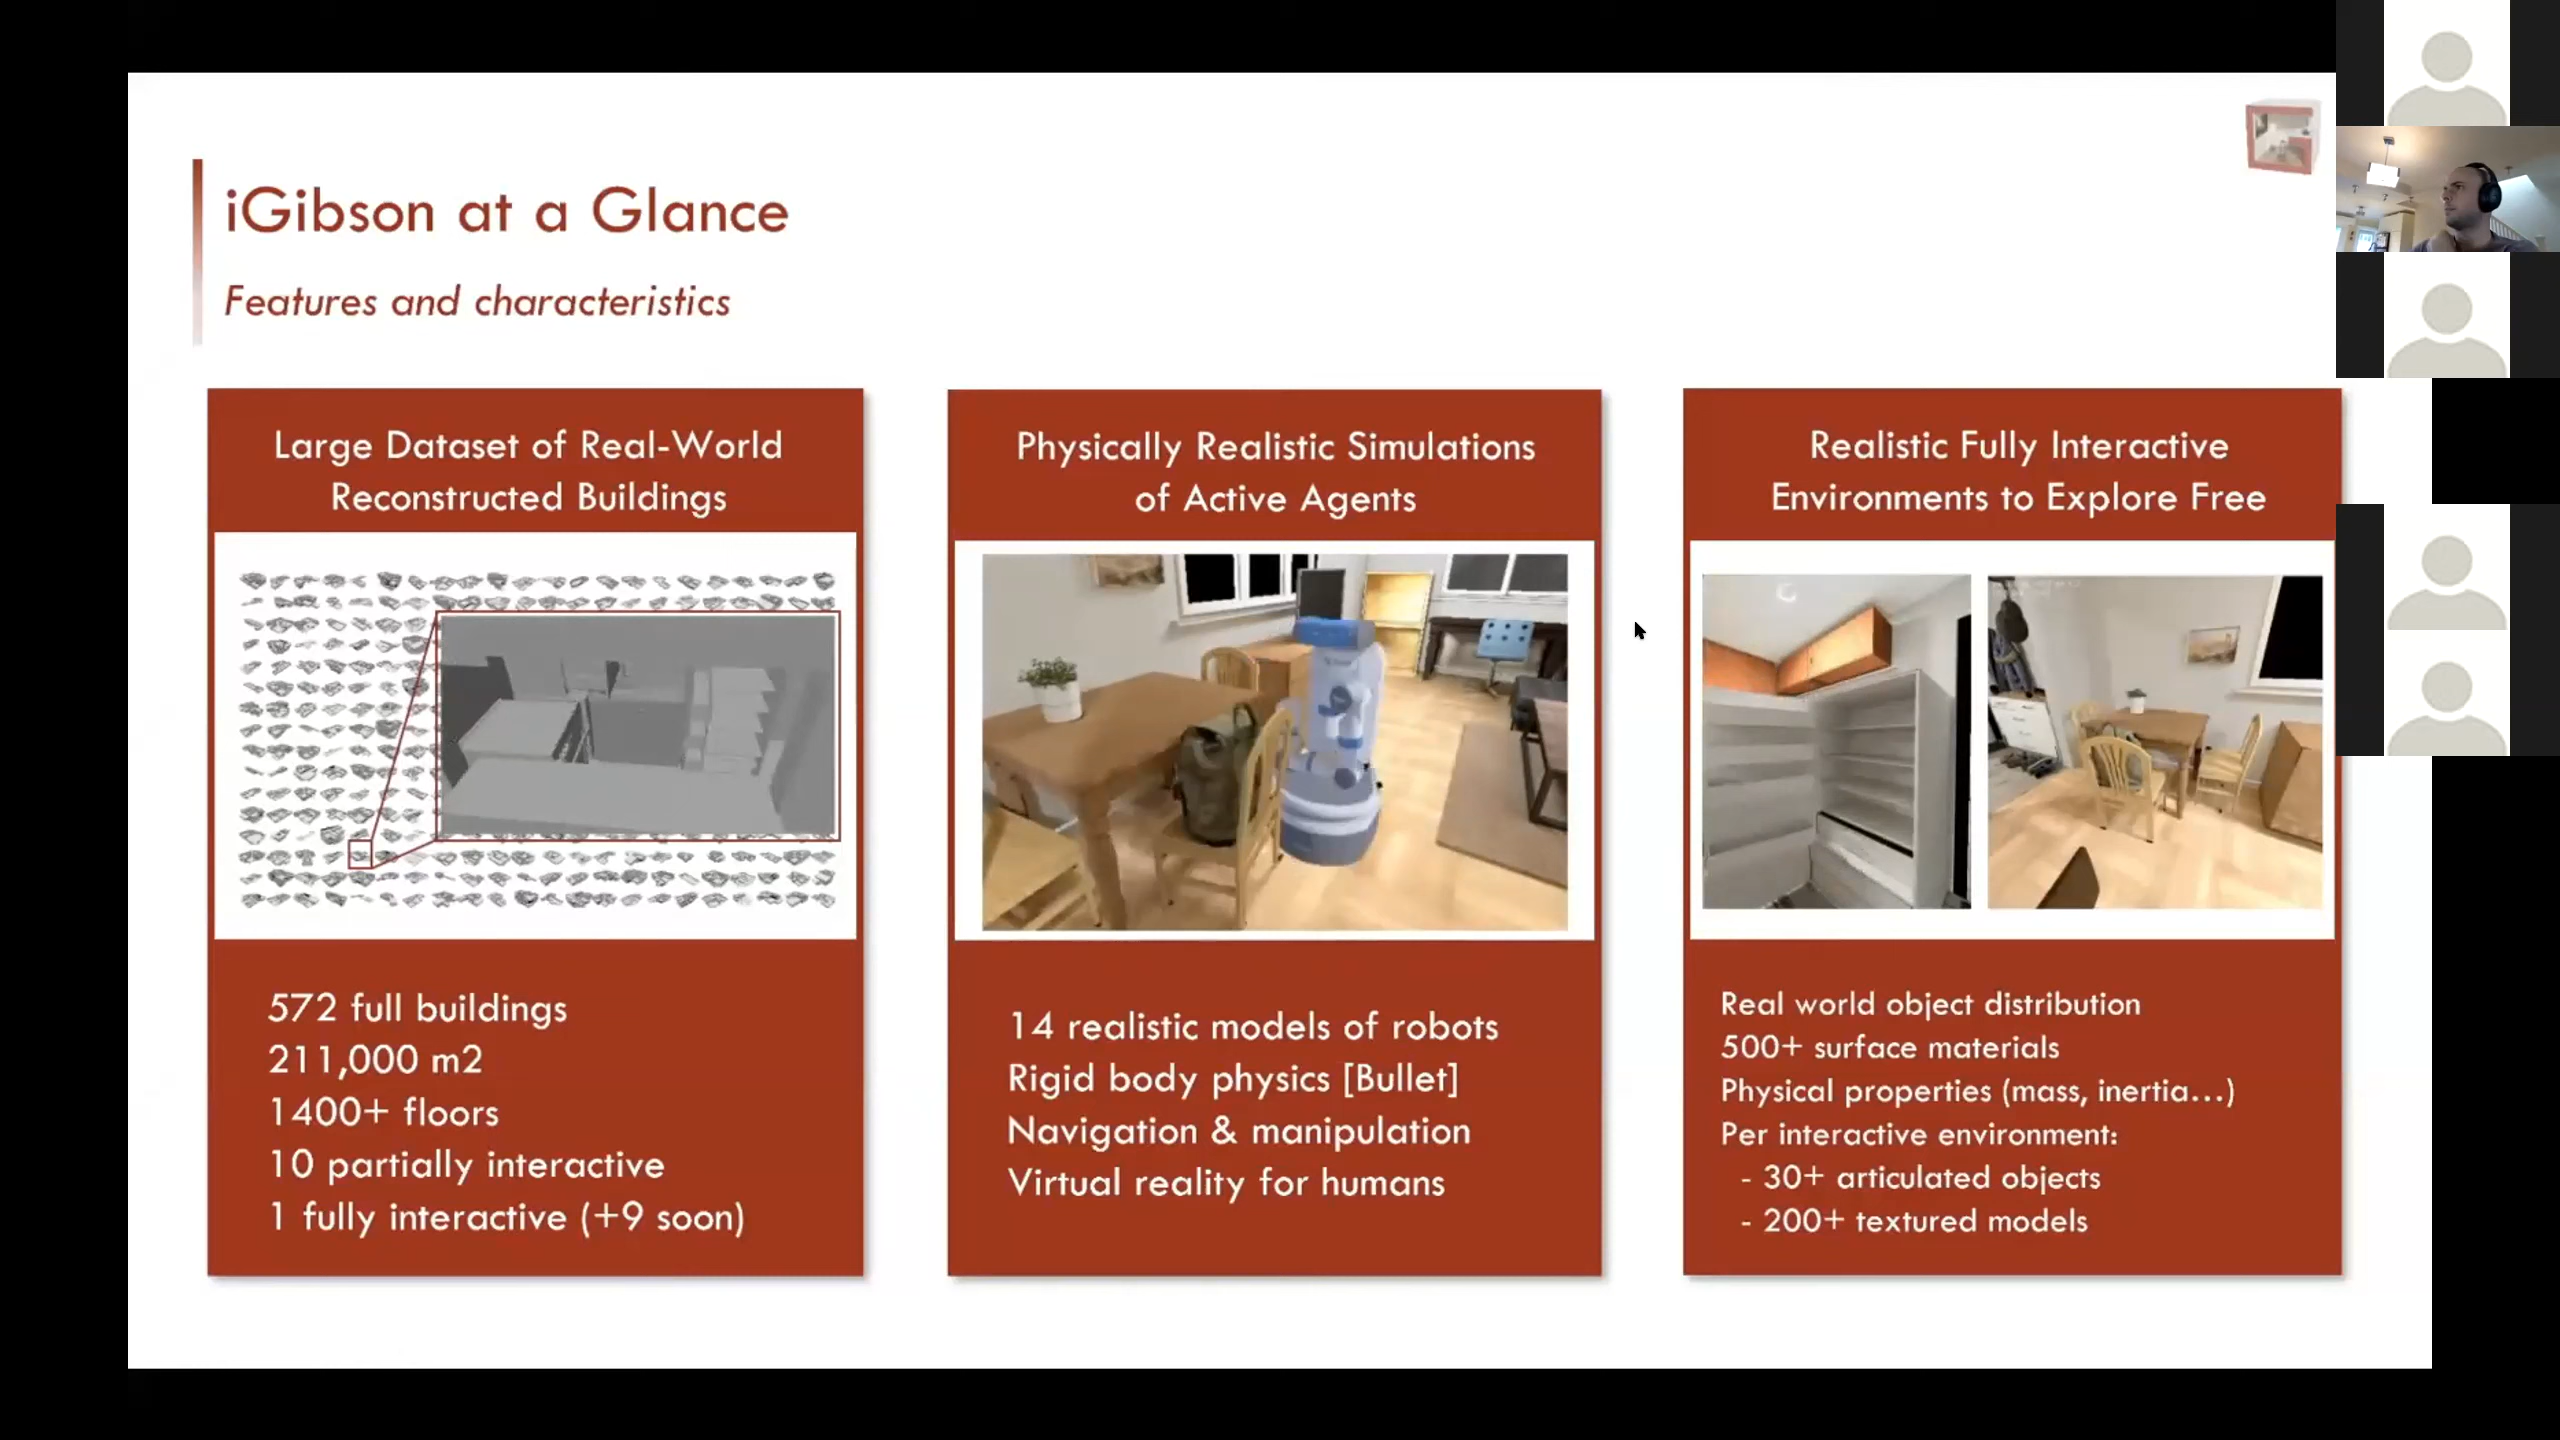 iGibson at a Glance
Features and characteristics
Large Dataset of Real-World
Reconstructed Buildings
572 full buildings
211,000 m2
1400+ floors
10 partially interactive
1 fully interactive (+9 soon)
Physically Realistic Simulations
of Active Agents
14 realistic models of robots
Rigid body physics [Bullet]
Navigation & manipulation
Virtual reality for humans
Realistic Fully Interactive
Environments to Explore Free
Real world object distribution
500+ surface materials
Physical properties (mass, inertia...)
Per interactive environment:
- 30+ articulated objects
- 200+ textured models